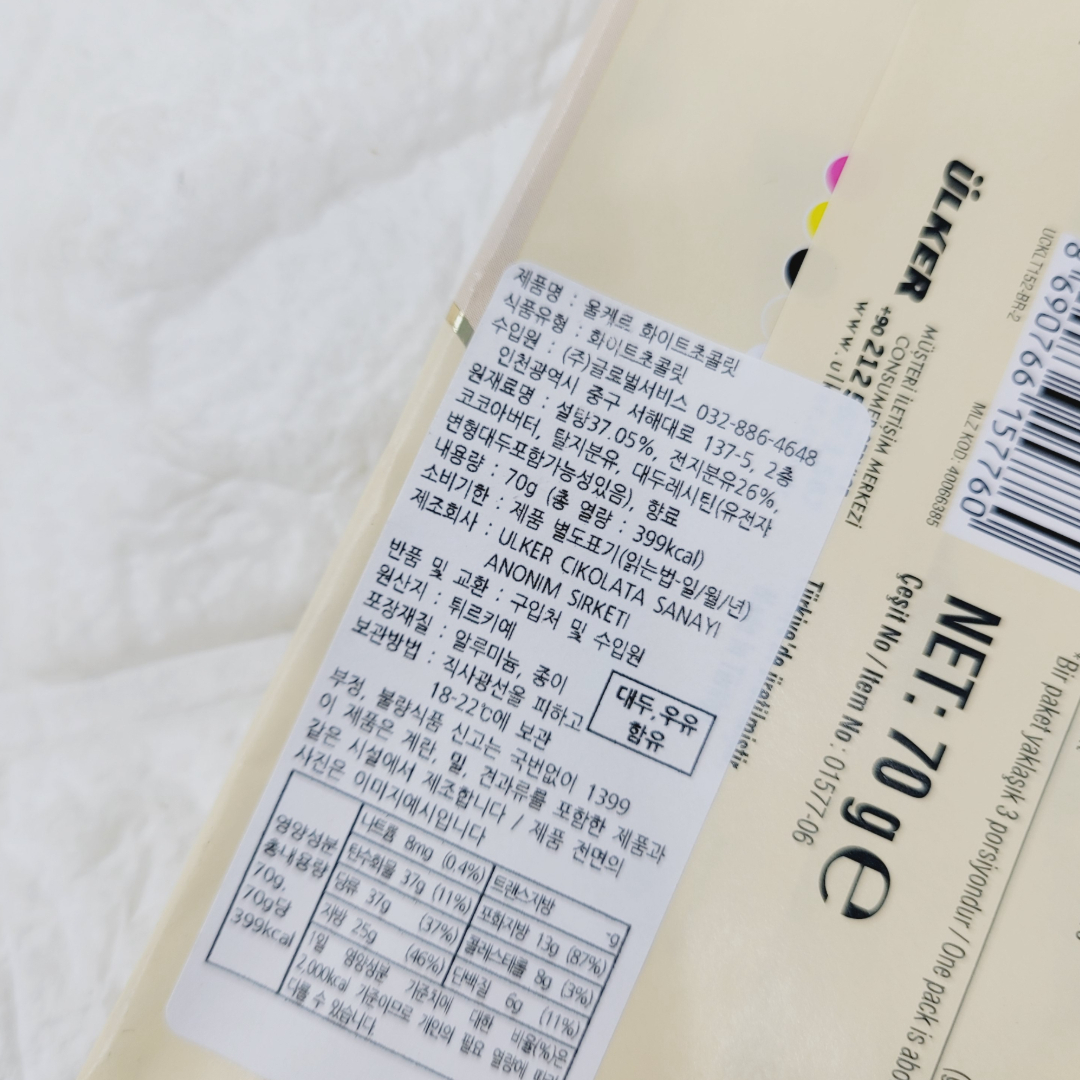 제품명 : 울케르 화이트초콜릿
식품유형 : 화이트초콜릿
수입원 : (주)글로벌서비스 032-886-4648
인천광역시 중구 서해대로 137-5, 2층
원재료명 : 설탕37.05%, 전지분유26%,
코코아버터, 탈지분유, 대두레시틴(유전자
변형대두포함가능성있음), 향료
내용량 : 70g (총 열량 : 399kcal)
소비기한 : 제품 별도표기(읽는법-일/월/년)
제조회사 : ULKER CIKOLATA SANAYI
ANONIM SIRKETI
반품 및 교환 : 구입처 및 수입원
원산지 : 튀르키예
포장재질 : 알루미늄, 종이
보관방법 : 직사광선을 피하고
18-22℃에 보관
대두,우유
함유
부정, 불량식품 신고는 국번없이 1399
이 제품은 계란, 밀, 견과류를 포함한 제품과
같은 시설에서 제조합니다 / 제품 전면의
사진은 이미지예시입니다
영양성분
총내용량
70g.
70g당
399kcal
나트륨 8mg (0.4%) 트랜스지방 -g
탄수화물 37g (11%) 포화지방 13g (87%)
당류 37g (37%) 콜레스테롤 8g (3%)
지방 25g (46%) 단백질 6g (11%)
1일 영양성분 기준치에 대한 비율(%)은
2,000kcal 기준이므로 개인의 필요 열량에 따라
다를 수 있습니다.
ÜLKER
+90 212
www.
MÜŞTERİ İLETİŞİM MERKEZİ
CONSUMER
UCKLT152-BR-2
8 690766 157760
MLZ KOD: 4006385
Türkiye'de üretilmiştir
Çeşit No / Item No : 01577-06
NET: 70 g e
*Bir paket yaklaşık 3 porsiyondur / One pack is abo